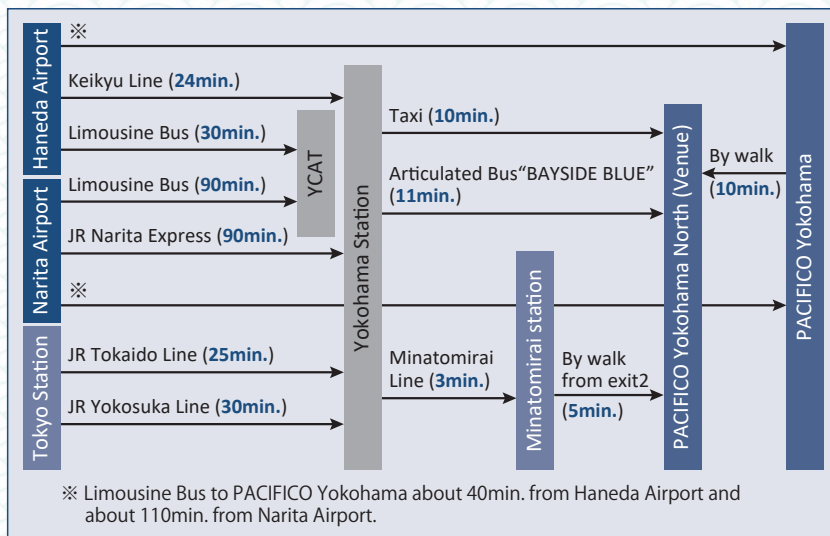 ※
Haneda Airport
Keikyu Line (24min.)
Limousine Bus (30min.)
Narita Airport
Limousine Bus (90min.)
JR Narita Express (90min.)
※
Tokyo Station
JR Tokaido Line (25min.)
JR Yokosuka Line (30min.)
YCAT
Yokohama Station
Taxi (10min.)
Articulated Bus“BAYSIDE BLUE”
(11min.)
Minatomirai
Line (3min.)
Minatomirai station
By walk
from exit2
(5min.)
PACIFICO Yokohama North (Venue)
By walk
(10min.)
PACIFICO Yokohama
※ Limousine Bus to PACIFICO Yokohama about 40min. from Haneda Airport and
about 110min. from Narita Airport.